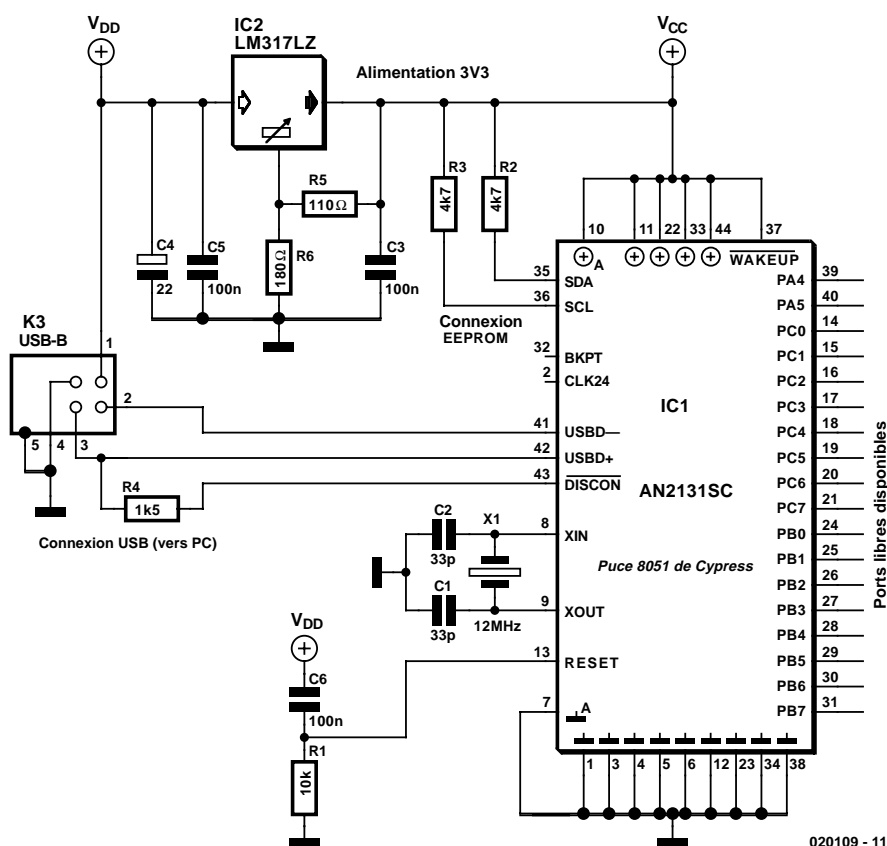 VDD
IC2
LM317LZ
Alimentation 3V3
VCC
R3
4k7
R2
4k7
R5
110Ω
R6
180Ω
C4
22
C5
100n
C3
100n
K3
USB-B
1
2
3
4
5
R4
1k5
Connexion USB (vers PC)
Connexion
EEPROM
10
11
22
33
44
37
A
WAKEUP
35
SDA
36
SCL
32
BKPT
2
CLK24
41
USBD—
42
USBD+
43
DISCON
8
XIN
9
XOUT
13
RESET
7
A
IC1
AN2131SC
Puce 8051 de Cypress
PA4
39
PA5
40
PC0
14
PC1
15
PC2
16
PC3
17
PC4
18
PC5
19
PC6
20
PC7
21
PB0
24
PB1
25
PB2
26
PB3
27
PB4
28
PB5
29
PB6
30
PB7
31
Ports libres disponibles
C2
33p
X1
C1
33p
12MHz
VDD
C6
100n
R1
10k
1
3
4
5
6
12
23
34
38
020109 - 11